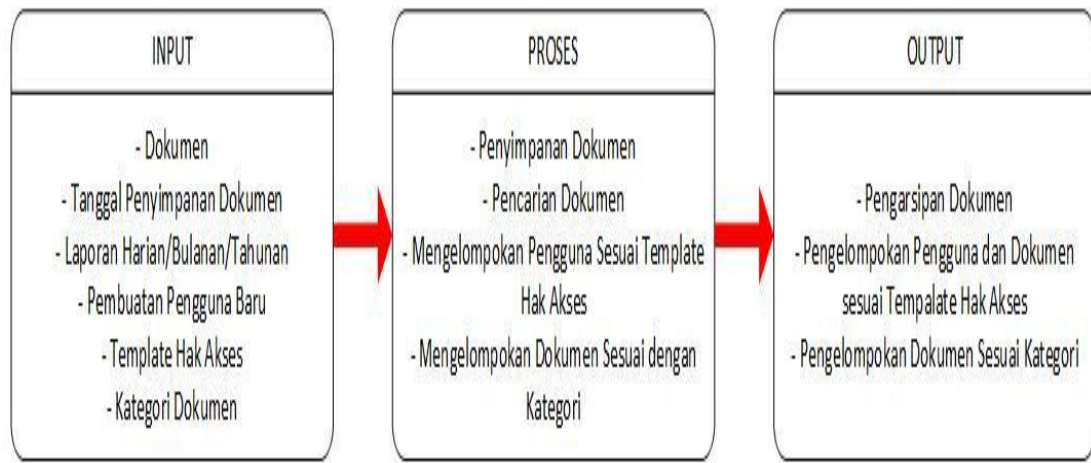 INPUT
- Dokumen
- Tanggal Penyimpanan Dokumen
- Laporan Harian/Bulanan/Tahunan
- Pembuatan Pengguna Baru
- Template Hak Akses
- Kategori Dokumen
PROSES
- Penyimpanan Dokumen
- Pencarian Dokumen
- Mengelompokan Pengguna Sesuai Template
Hak Akses
- Mengelompokan Dokumen Sesuai dengan
Kategori
OUTPUT
- Pengarsipan Dokumen
- Pengelompokan Pengguna dan Dokumen
sesuai Tempalate Hak Akses
- Pengelompokan Dokumen Sesuai Kategori